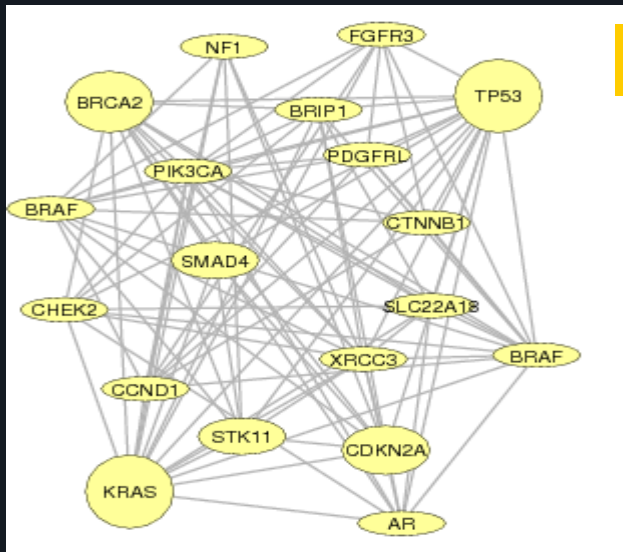 NF1
FGFR3
BRCA2
BRIP1
TP53
PIK3CA
PDGFRL
BRAF
CTNNB1
SMAD4
CHEK2
SLC22A18
XRCC3
BRAF
CCND1
STK11
CDKN2A
KRAS
AR